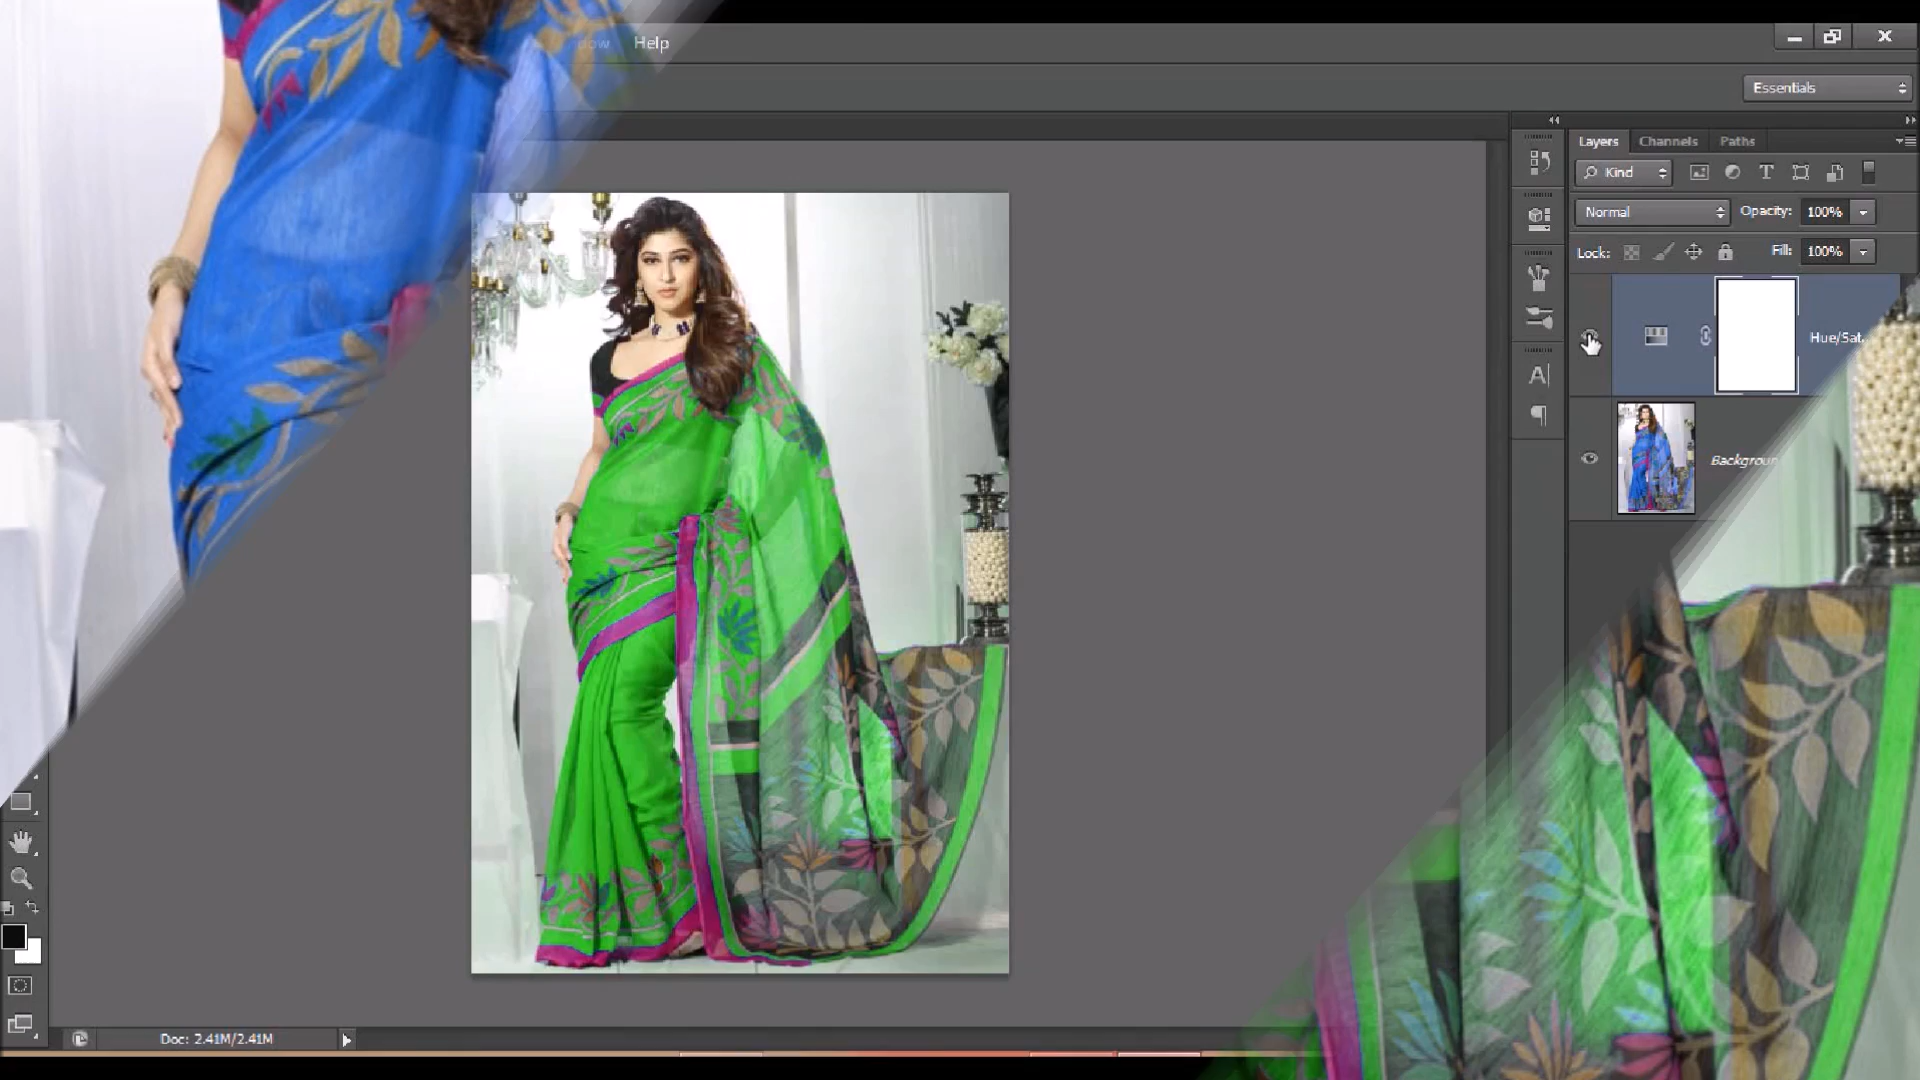 Help
Essentials
Layers Channels Paths
Kind
Normal Opacity: 100%
Lock: Fill: 100%
Hue/Sat.
Doc: 2.41M/2.41M